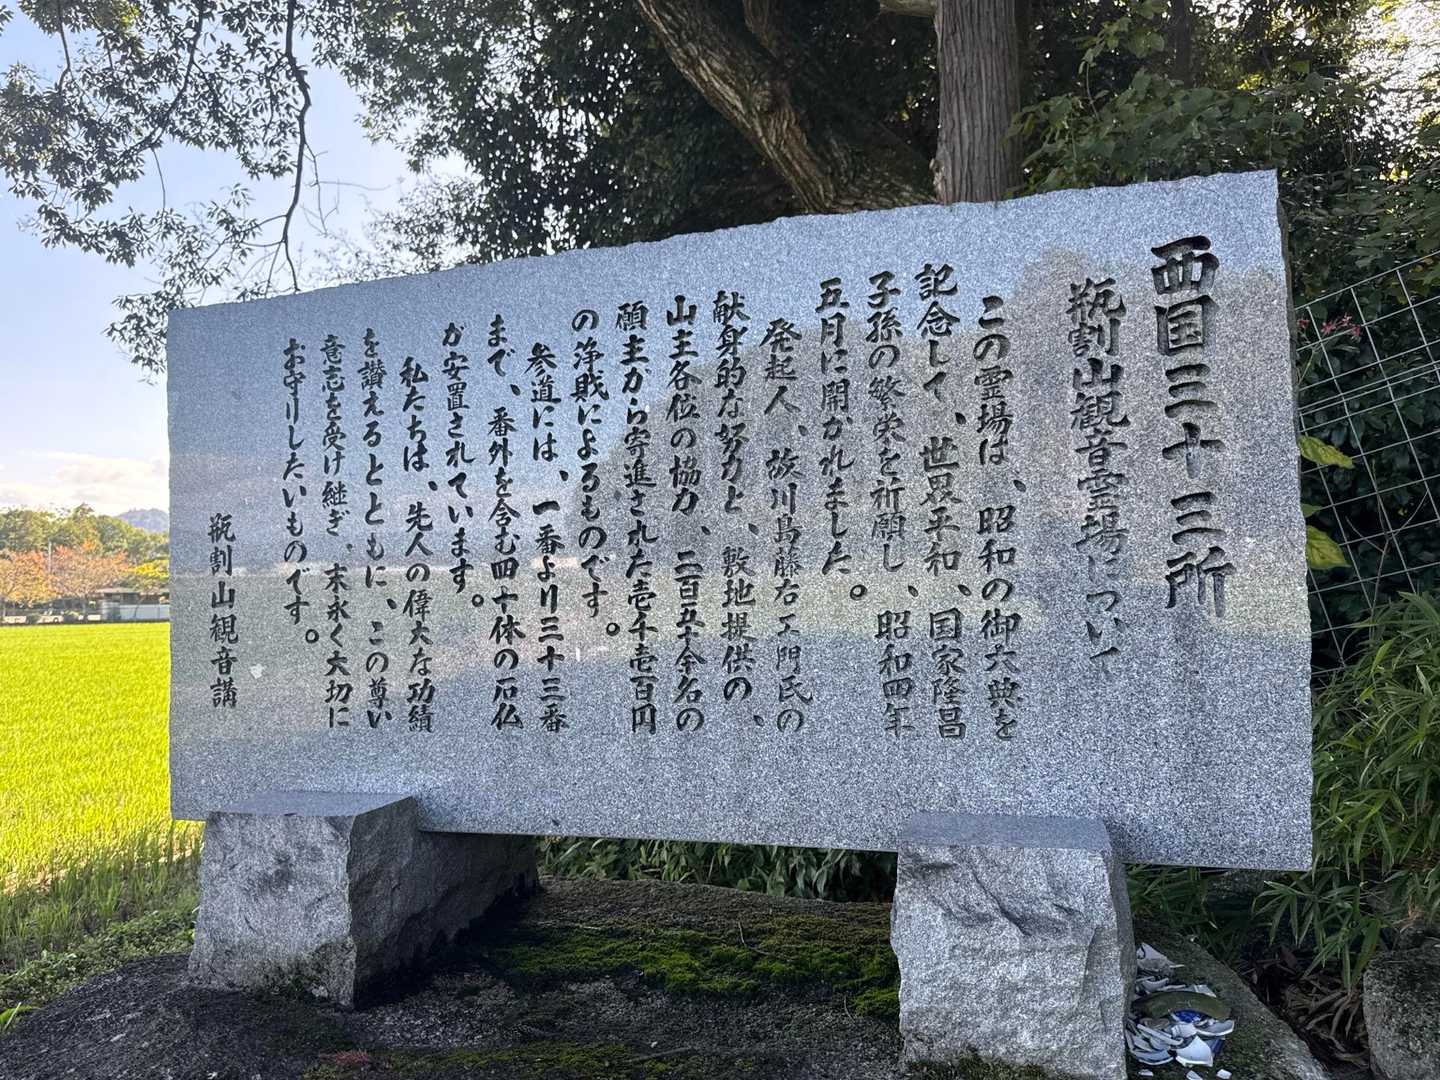 西国三十三所
瓶割山観音霊場について
この霊場は、昭和の御大典を
記念して、世界平和、国家隆昌
子孫の繁栄を祈願し、昭和四年
五月に開かれました。
発起人、故川島藤右エ門氏の
献身的な努力と、敷地提供の、
山主各位の協力、二百五十余名の
願主から寄進された壱千壱百円
の浄財によるものです。
参道には、一番より三十三番
まで、番外を含む四十体の石仏
が安置されています。
私たちは、先人の偉大な功績
を讃えるとともに、この尊い
意志を受け継ぎ、末永く大切に
お守りしたいものです。
瓶割山観音講